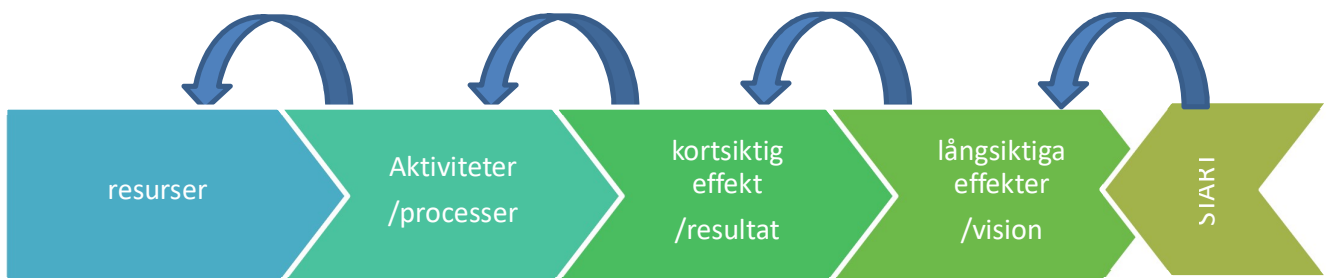 resurser
Aktiviteter
/processer
kortsiktig
effekt
/resultat
långsiktiga
effekter
/vision
START